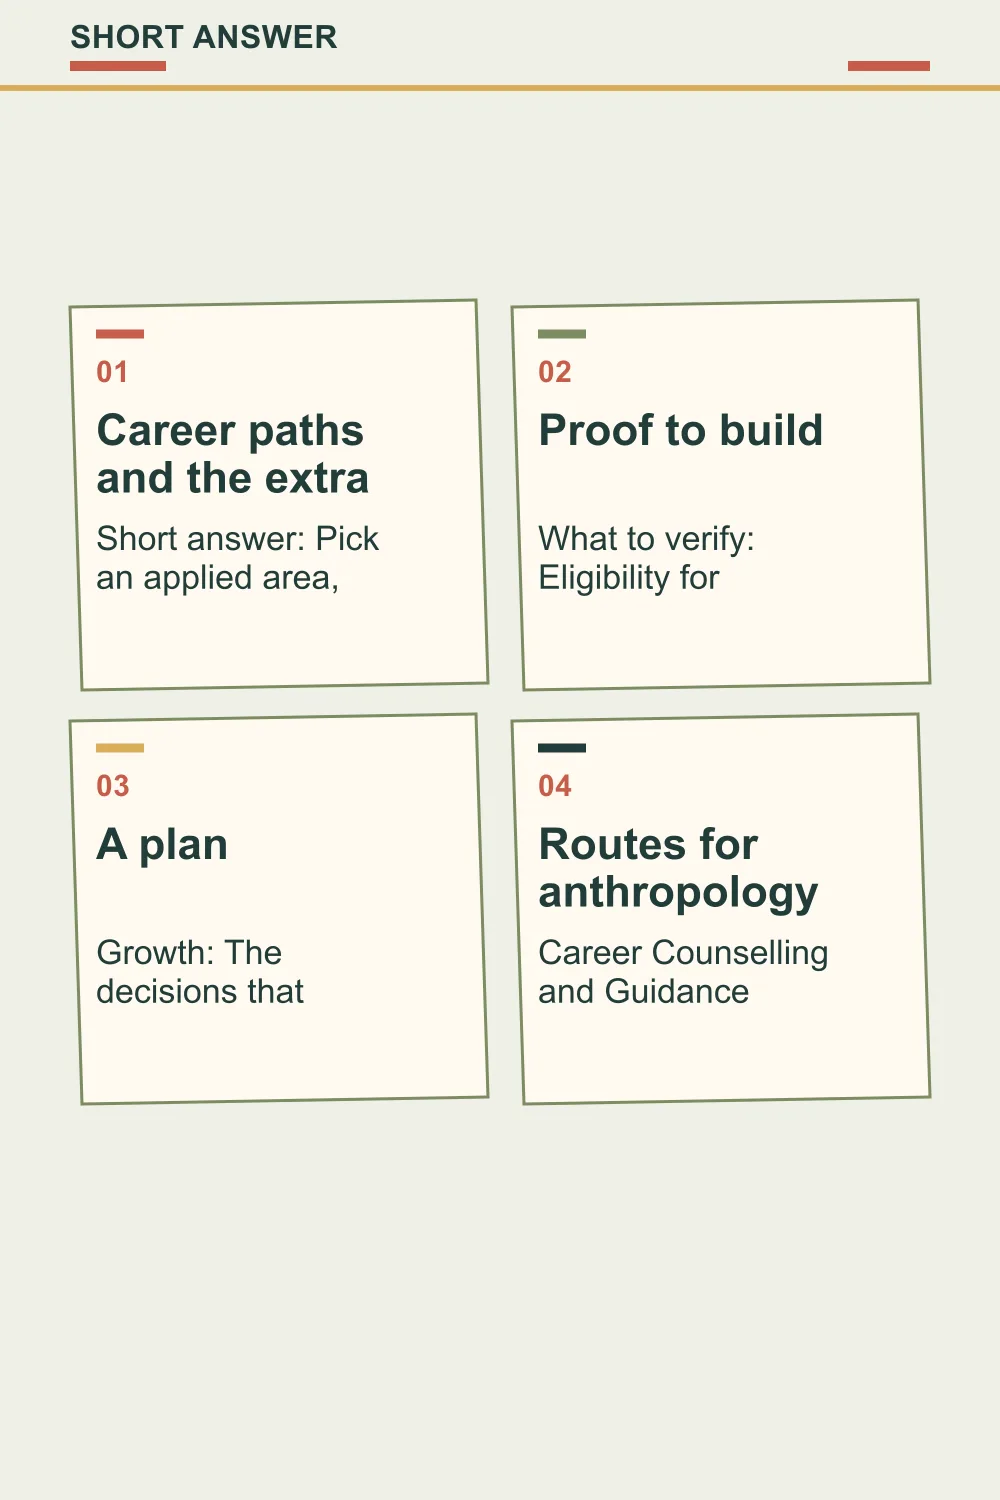 SHORT ANSWER
01
Career paths
and the extra
Short answer: Pick
an applied area,
02
Proof to build
What to verify:
Eligibility for
03
A plan
Growth: The
decisions that
04
Routes for
anthropology
Career Counselling
and Guidance